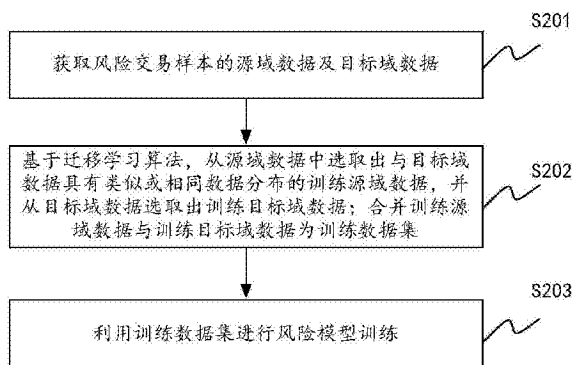 S201
获取风险交易样本的源域数据及目标域数据
基于迁移学习算法，从源域数据中选取出与目标域
数据具有类似或相同数据分布的训练源域数据，并
从目标域数据选取出训练目标域数据；合并训练源
域数据与训练目标域数据为训练数据集
S202
利用训练数据集进行风险模型训练
S203